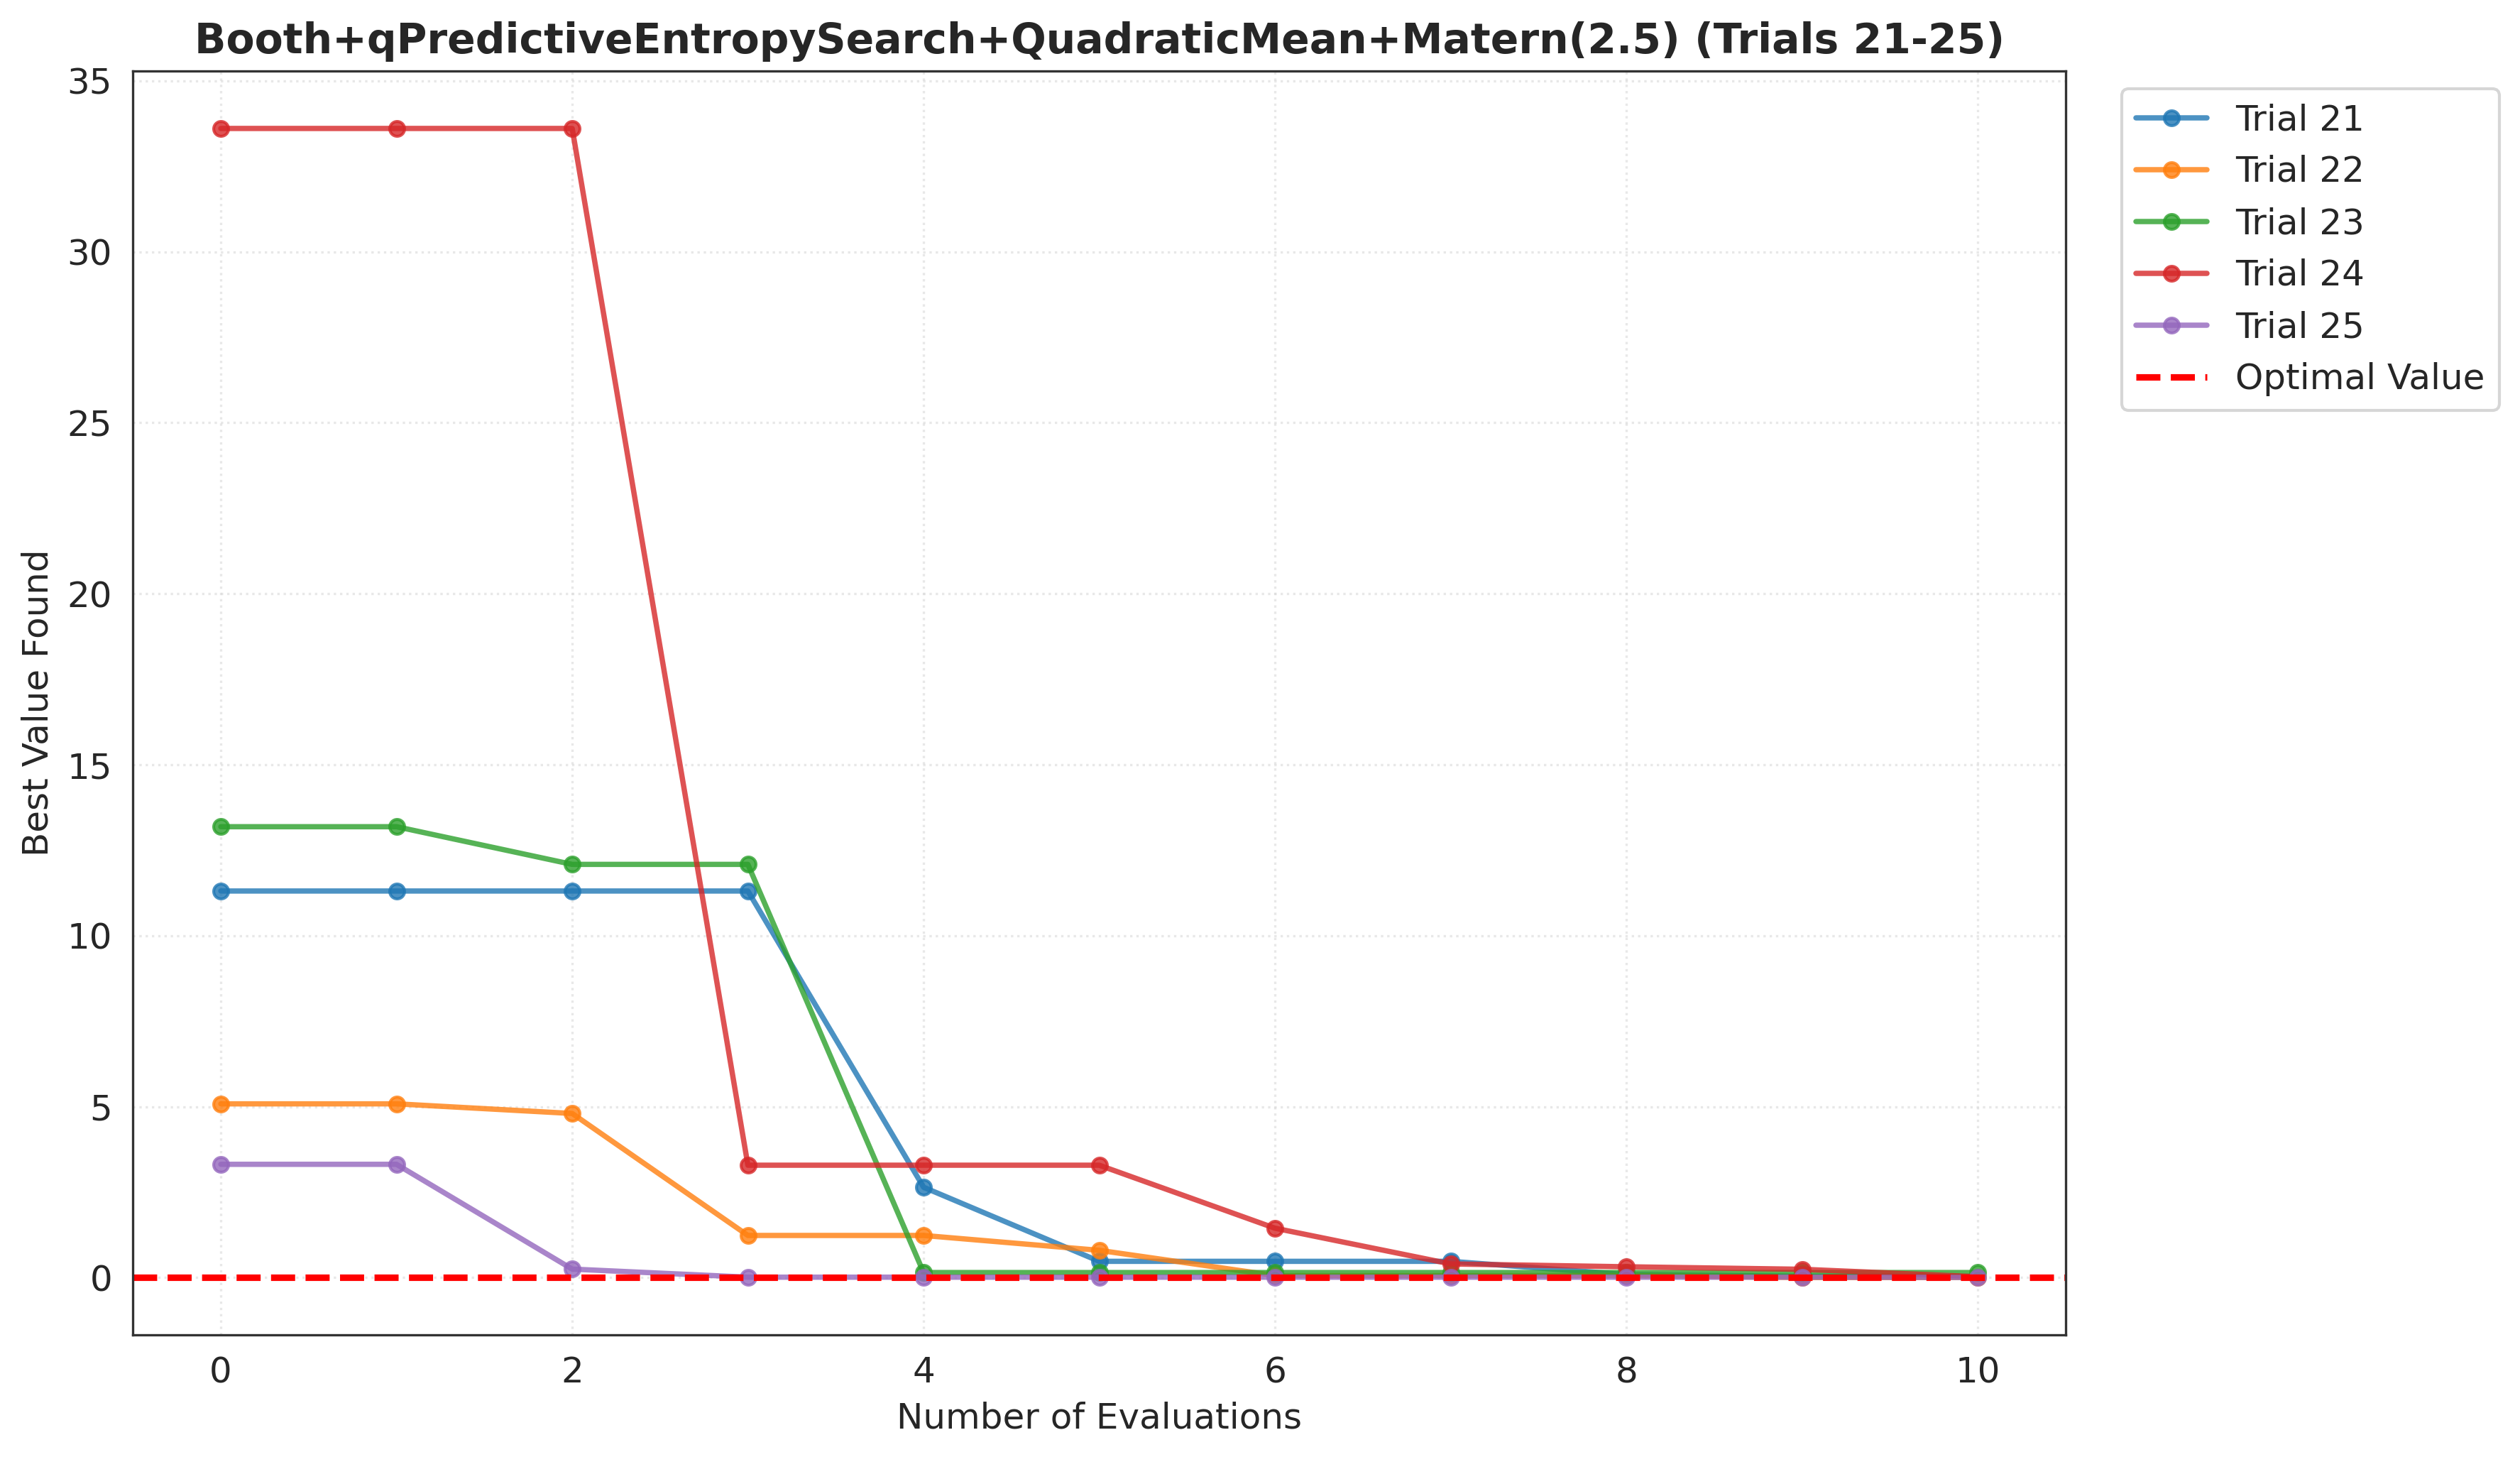 Booth+qPredictiveEntropySearch+QuadraticMean+Matern(2.5) (Trials 21-25)
35
30
25
20
15
10
5
0
Best Value Found
0 2 4 6 8 10
Number of Evaluations
Trial 21
Trial 22
Trial 23
Trial 24
Trial 25
Optimal Value